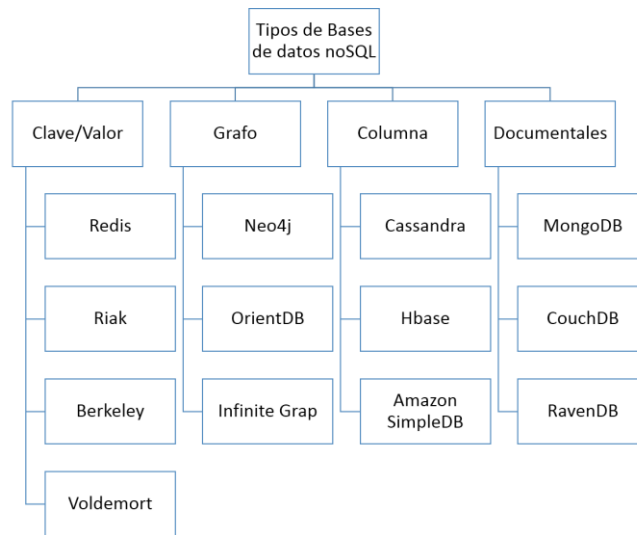 Tipos de Bases
de datos noSQL
Clave/Valor
Grafo
Columna
Documentales
Redis
Neo4j
Cassandra
MongoDB
Riak
OrientDB
Hbase
CouchDB
Berkeley
Infinite Grap
Amazon
SimpleDB
RavenDB
Voldemort